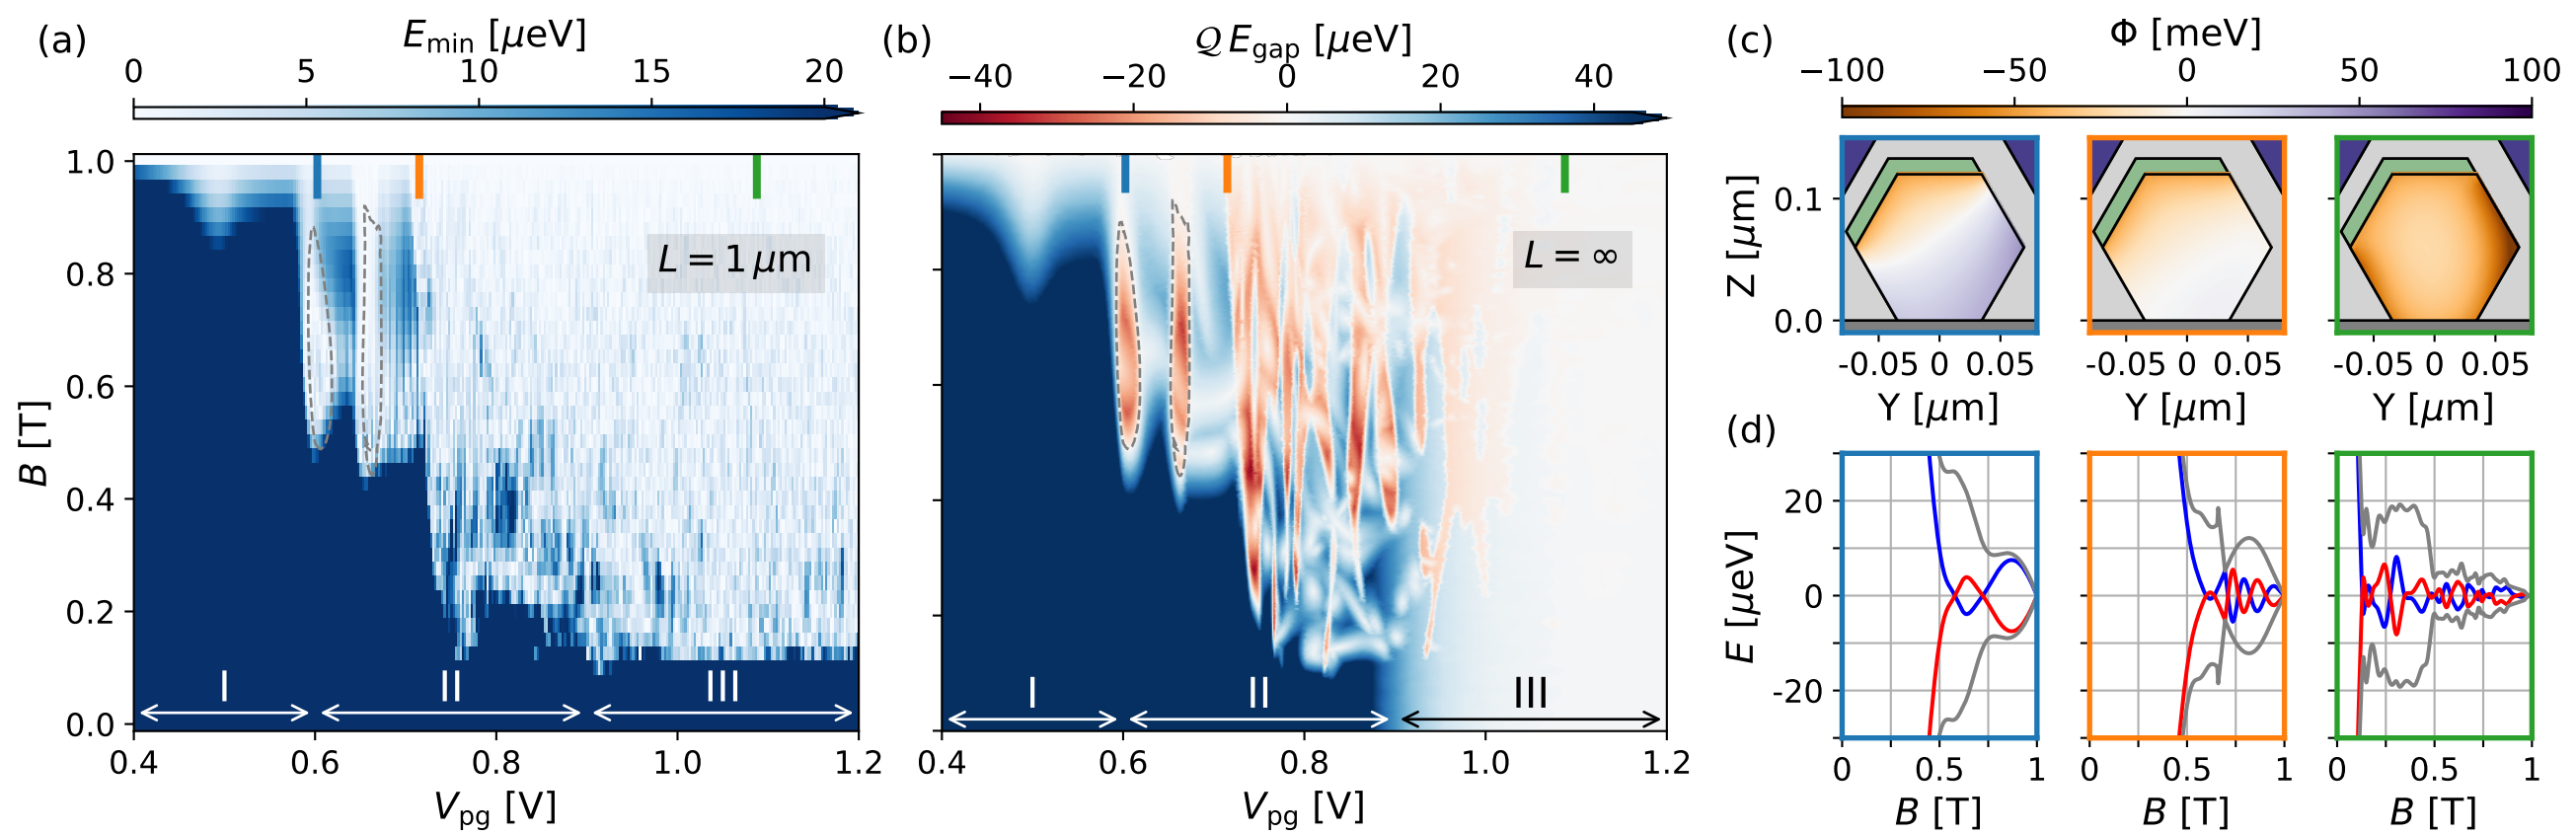 (a)
E_min [μeV]
0 5 10 15 20
L = 1 μm
I II III
B [T]
1.0
0.8
0.6
0.4
0.2
0.0
0.4 0.6 0.8 1.0 1.2
V_pg [V]
(b)
𝒬 E_gap [μeV]
−40 −20 0 20 40
L = ∞
I II III
0.4 0.6 0.8 1.0 1.2
V_pg [V]
(c)
Φ [meV]
−100 −50 0 50 100
Z [μm]
0.1
0.0
-0.05 0 0.05 -0.05 0 0.05 -0.05 0 0.05
Y [μm] Y [μm] Y [μm]
(d)
E [μeV]
20
0
-20
0 0.5 1 0 0.5 1 0 0.5 1
B [T] B [T] B [T]